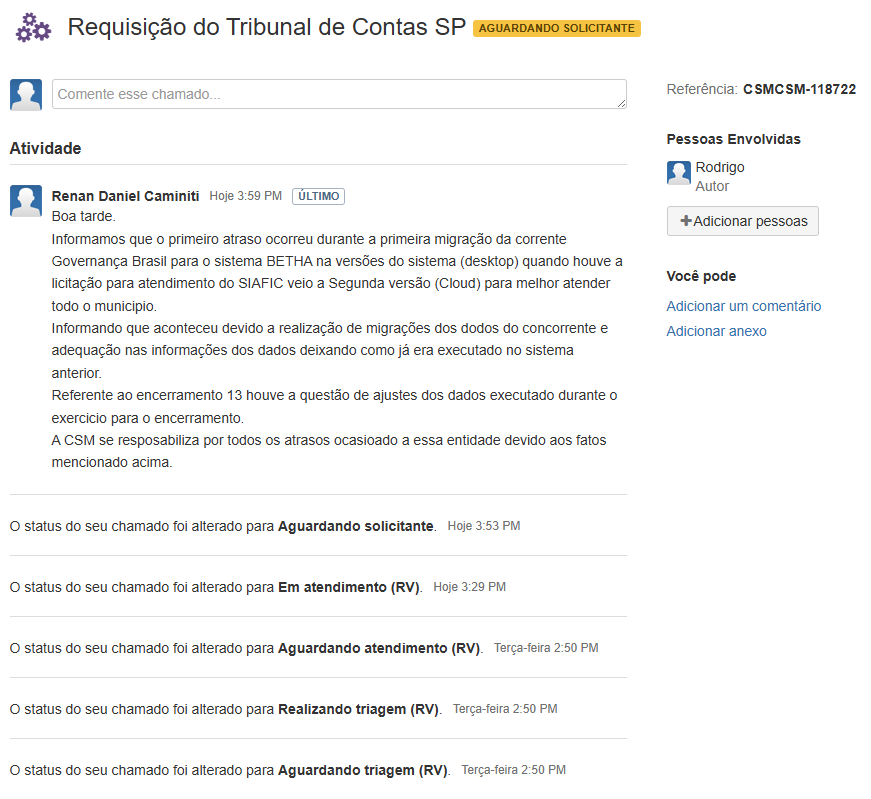 Requisição do Tribunal de Contas SP AGUARDANDO SOLICITANTE
Comente esse chamado...
Atividade
Renan Daniel Caminiti Hoje 3:59 PM ÚLTIMO
Boa tarde.
Informamos que o primeiro atraso ocorreu durante a primeira migração da corrente
Governança Brasil para o sistema BETHA na versões do sistema (desktop) quando houve a
licitação para atendimento do SIAFIC veio a Segunda versão (Cloud) para melhor atender
todo o municipio.
Informando que aconteceu devido a realização de migrações dos dodos do concorrente e
adequação nas informações dos dados deixando como já era executado no sistema
anterior.
Referente ao encerramento 13 houve a questão de ajustes dos dados executado durante o
exercicio para o encerramento.
A CSM se resposabiliza por todos os atrasos ocasioado a essa entidade devido aos fatos
mencionado acima.
O status do seu chamado foi alterado para Aguardando solicitante. Hoje 3:53 PM
O status do seu chamado foi alterado para Em atendimento (RV). Hoje 3:29 PM
O status do seu chamado foi alterado para Aguardando atendimento (RV). Terça-feira 2:50 PM
O status do seu chamado foi alterado para Realizando triagem (RV). Terça-feira 2:50 PM
O status do seu chamado foi alterado para Aguardando triagem (RV). Terça-feira 2:50 PM
Referência: CSMCSM-118722
Pessoas Envolvidas
Rodrigo
Autor
+Adicionar pessoas
Você pode
Adicionar um comentário
Adicionar anexo